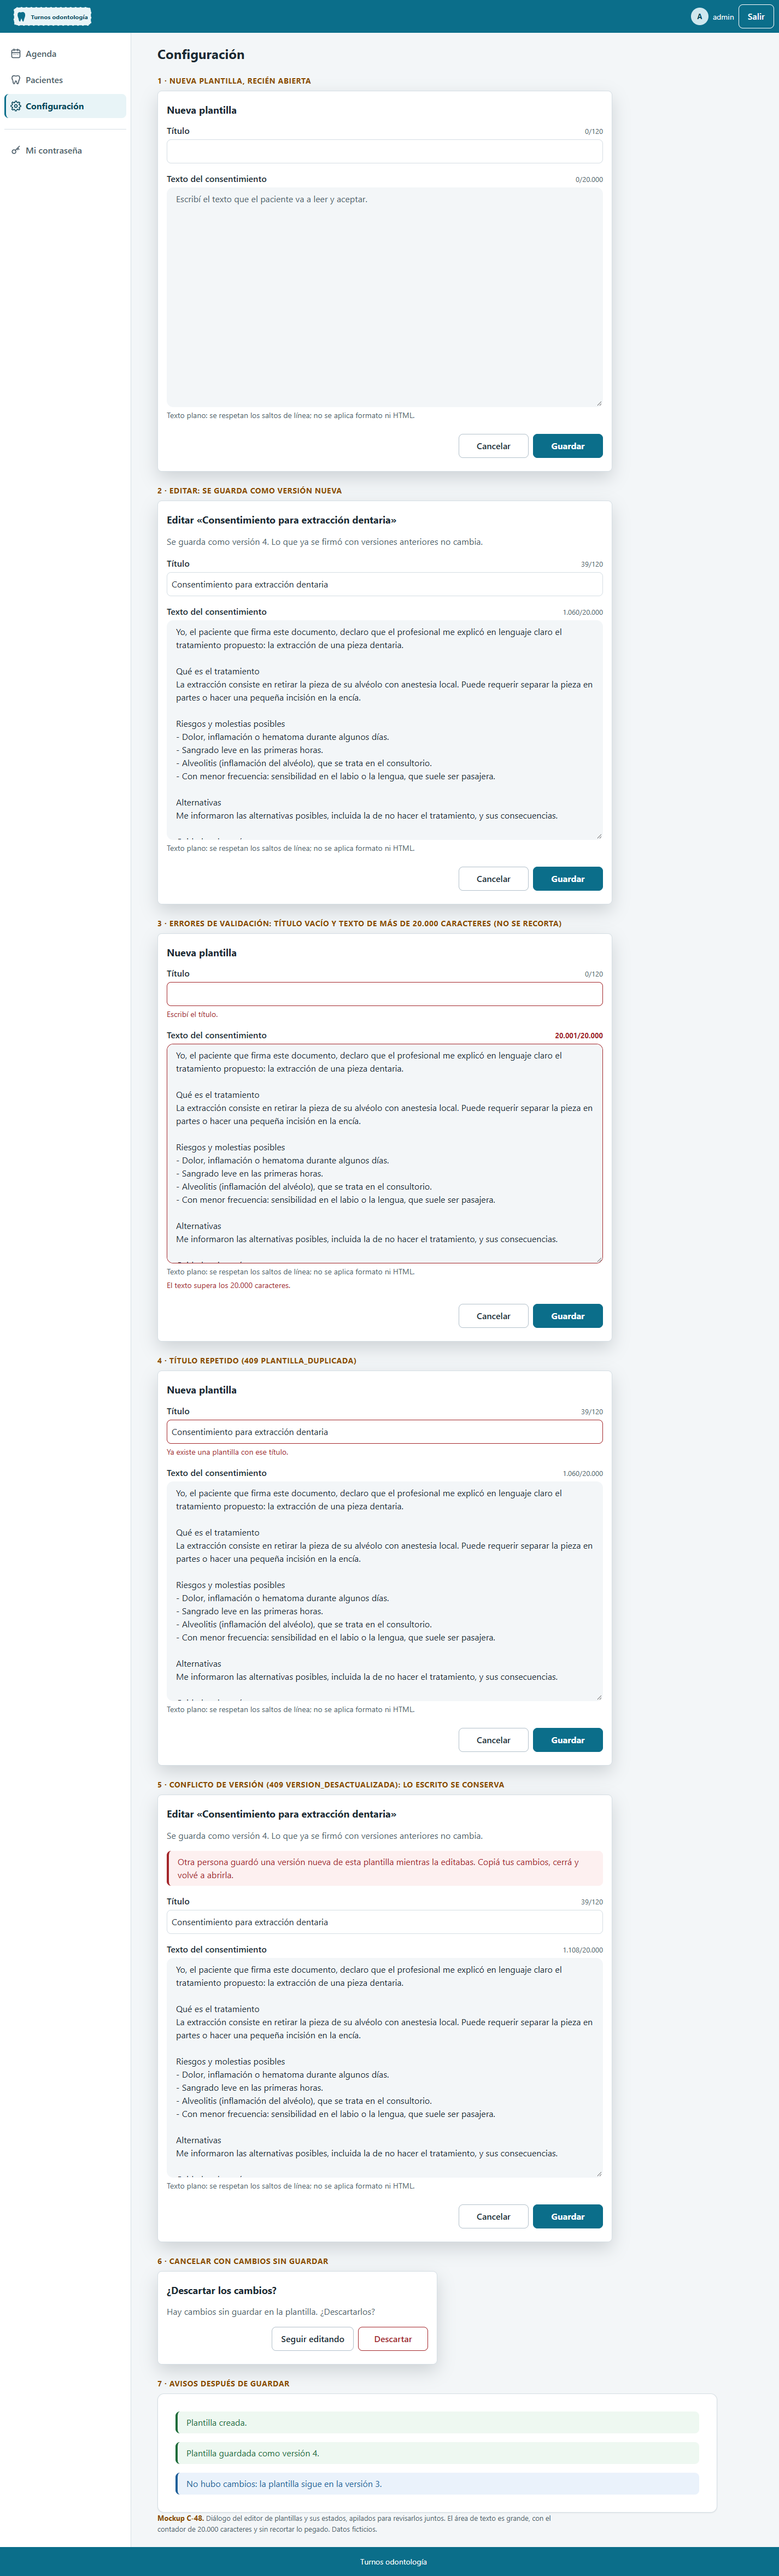 Turnos odontología
A
admin
Salir
Agenda
Pacientes
Configuración
Mi contraseña
Configuración
1 · NUEVA PLANTILLA, RECIÉN ABIERTA
Nueva plantilla
Título
0/120
Texto del consentimiento
0/20.000
Escribí el texto que el paciente va a leer y aceptar.
Texto plano: se respetan los saltos de línea; no se aplica formato ni HTML.
Cancelar
Guardar
2 · EDITAR: SE GUARDA COMO VERSIÓN NUEVA
Editar «Consentimiento para extracción dentaria»
Se guarda como versión 4. Lo que ya se firmó con versiones anteriores no cambia.
Título
39/120
Consentimiento para extracción dentaria
Texto del consentimiento
1.060/20.000
Yo, el paciente que firma este documento, declaro que el profesional me explicó en lenguaje claro el
tratamiento propuesto: la extracción de una pieza dentaria.
Qué es el tratamiento
La extracción consiste en retirar la pieza de su alvéolo con anestesia local. Puede requerir separar la pieza en
partes o hacer una pequeña incisión en la encía.
Riesgos y molestias posibles
- Dolor, inflamación o hematoma durante algunos días.
- Sangrado leve en las primeras horas.
- Alveolitis (inflamación del alvéolo), que se trata en el consultorio.
- Con menor frecuencia: sensibilidad en el labio o la lengua, que suele ser pasajera.
Alternativas
Me informaron las alternativas posibles, incluida la de no hacer el tratamiento, y sus consecuencias.
Texto plano: se respetan los saltos de línea; no se aplica formato ni HTML.
Cancelar
Guardar
3 · ERRORES DE VALIDACIÓN: TÍTULO VACÍO Y TEXTO DE MÁS DE 20.000 CARACTERES (NO SE RECORTA)
Nueva plantilla
Título
0/120
Escribí el título.
Texto del consentimiento
20.001/20.000
Yo, el paciente que firma este documento, declaro que el profesional me explicó en lenguaje claro el
tratamiento propuesto: la extracción de una pieza dentaria.
Qué es el tratamiento
La extracción consiste en retirar la pieza de su alvéolo con anestesia local. Puede requerir separar la pieza en
partes o hacer una pequeña incisión en la encía.
Riesgos y molestias posibles
- Dolor, inflamación o hematoma durante algunos días.
- Sangrado leve en las primeras horas.
- Alveolitis (inflamación del alvéolo), que se trata en el consultorio.
- Con menor frecuencia: sensibilidad en el labio o la lengua, que suele ser pasajera.
Alternativas
Me informaron las alternativas posibles, incluida la de no hacer el tratamiento, y sus consecuencias.
Texto plano: se respetan los saltos de línea; no se aplica formato ni HTML.
El texto supera los 20.000 caracteres.
Cancelar
Guardar
4 · TÍTULO REPETIDO (409 PLANTILLA_DUPLICADA)
Nueva plantilla
Título
39/120
Consentimiento para extracción dentaria
Ya existe una plantilla con ese título.
Texto del consentimiento
1.060/20.000
Yo, el paciente que firma este documento, declaro que el profesional me explicó en lenguaje claro el
tratamiento propuesto: la extracción de una pieza dentaria.
Qué es el tratamiento
La extracción consiste en retirar la pieza de su alvéolo con anestesia local. Puede requerir separar la pieza en
partes o hacer una pequeña incisión en la encía.
Riesgos y molestias posibles
- Dolor, inflamación o hematoma durante algunos días.
- Sangrado leve en las primeras horas.
- Alveolitis (inflamación del alvéolo), que se trata en el consultorio.
- Con menor frecuencia: sensibilidad en el labio o la lengua, que suele ser pasajera.
Alternativas
Me informaron las alternativas posibles, incluida la de no hacer el tratamiento, y sus consecuencias.
Texto plano: se respetan los saltos de línea; no se aplica formato ni HTML.
Cancelar
Guardar
5 · CONFLICTO DE VERSIÓN (409 VERSION_DESACTUALIZADA): LO ESCRITO SE CONSERVA
Editar «Consentimiento para extracción dentaria»
Se guarda como versión 4. Lo que ya se firmó con versiones anteriores no cambia.
Otra persona guardó una versión nueva de esta plantilla mientras la editabas. Copiá tus cambios, cerrá y
volvé a abrirla.
Título
39/120
Consentimiento para extracción dentaria
Texto del consentimiento
1.108/20.000
Yo, el paciente que firma este documento, declaro que el profesional me explicó en lenguaje claro el
tratamiento propuesto: la extracción de una pieza dentaria.
Qué es el tratamiento
La extracción consiste en retirar la pieza de su alvéolo con anestesia local. Puede requerir separar la pieza en
partes o hacer una pequeña incisión en la encía.
Riesgos y molestias posibles
- Dolor, inflamación o hematoma durante algunos días.
- Sangrado leve en las primeras horas.
- Alveolitis (inflamación del alvéolo), que se trata en el consultorio.
- Con menor frecuencia: sensibilidad en el labio o la lengua, que suele ser pasajera.
Alternativas
Me informaron las alternativas posibles, incluida la de no hacer el tratamiento, y sus consecuencias.
Texto plano: se respetan los saltos de línea; no se aplica formato ni HTML.
Cancelar
Guardar
6 · CANCELAR CON CAMBIOS SIN GUARDAR
¿Descartar los cambios?
Hay cambios sin guardar en la plantilla. ¿Descartarlos?
Seguir editando
Descartar
7 · AVISOS DESPUÉS DE GUARDAR
Plantilla creada.
Plantilla guardada como versión 4.
No hubo cambios: la plantilla sigue en la versión 3.
Mockup C-48. Diálogo del editor de plantillas y sus estados, apilados para revisarlos juntos. El área de texto es grande, con el
contador de 20.000 caracteres y sin recortar lo pegado. Datos ficticios.
Turnos odontología